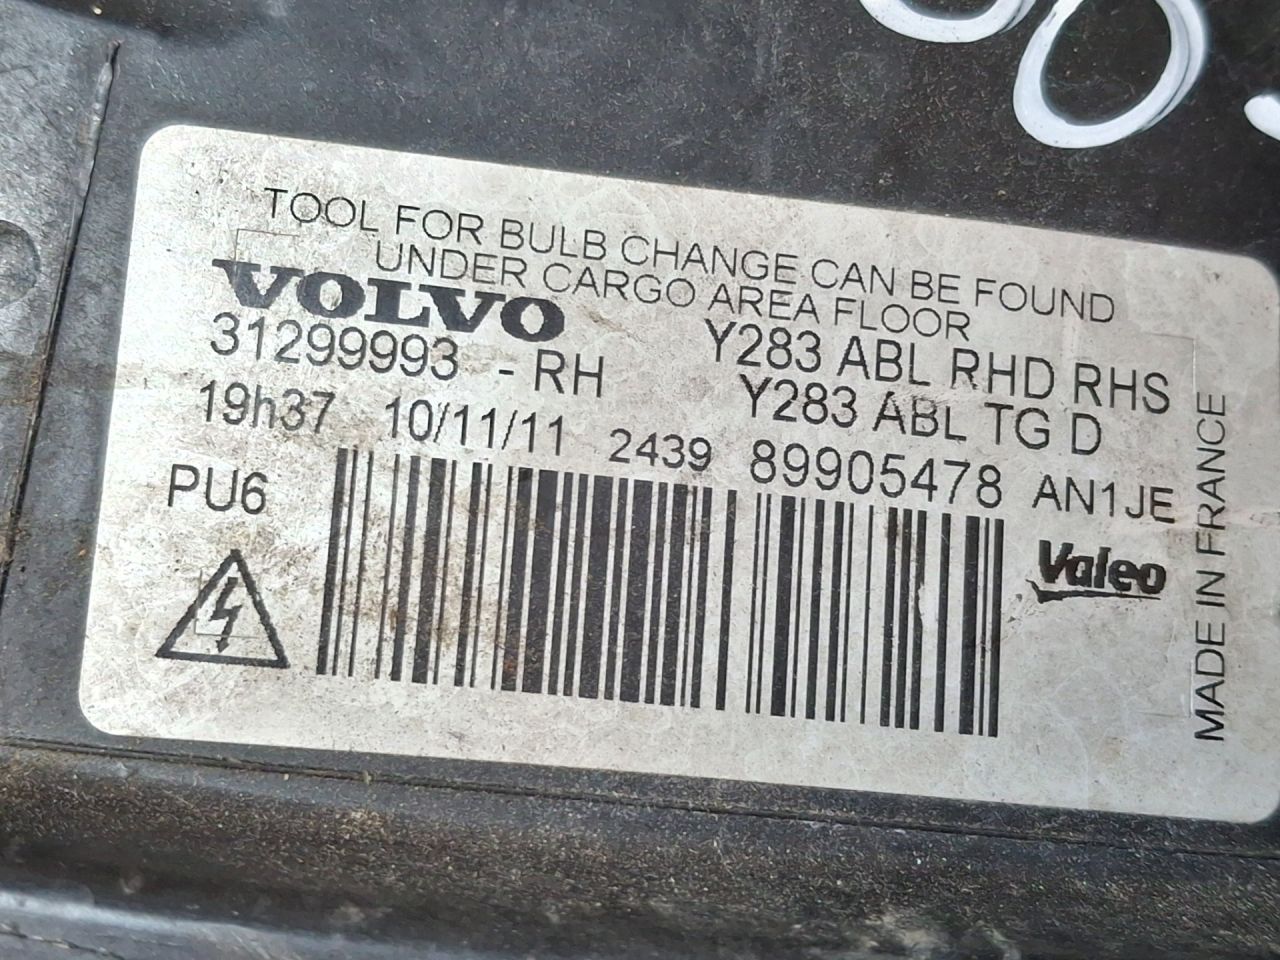 TOOL FOR BULB CHANGE CAN BE FOUND
UNDER CARGO AREA FLOOR
VOLVO
31299993 - RH
Y283 ABL RHD RHS
Y283 ABL TG D
19h37 10/11/11 2439 89905478 AN1JE
PU6
Valeo
MADE IN FRANCE